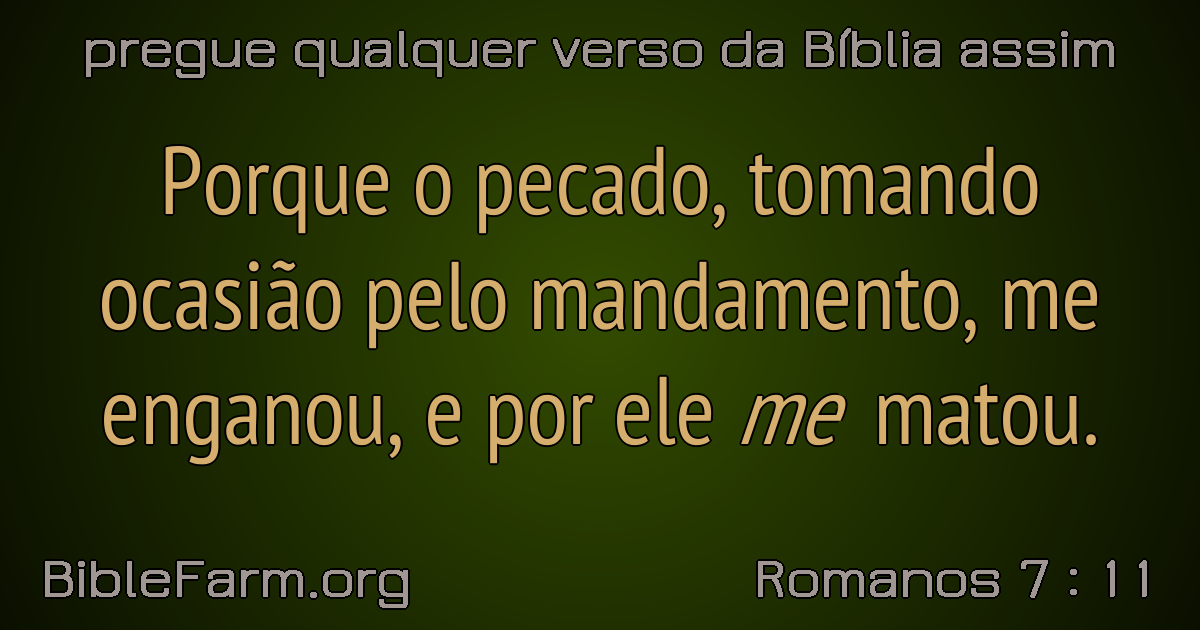 pregue qualquer verso da Bíblia assim
Porque o pecado, tomando
ocasião pelo mandamento, me
enganou, e por ele me matou.
BibleFarm.org
Romanos 7 : 11